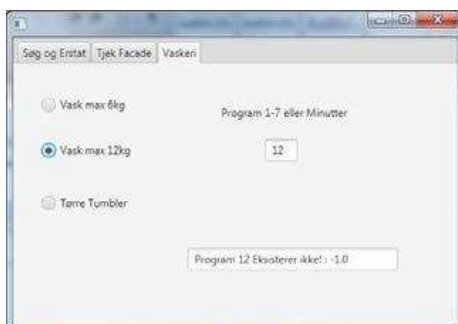 Søg og Erstat Tjek Facade Vaskeri
Vask max 6kg
Program 1-7 eller Minutter
Vask max 12kg
12
Tørre Tumbler
Program 12 Eksisterer ikke! : -1.0